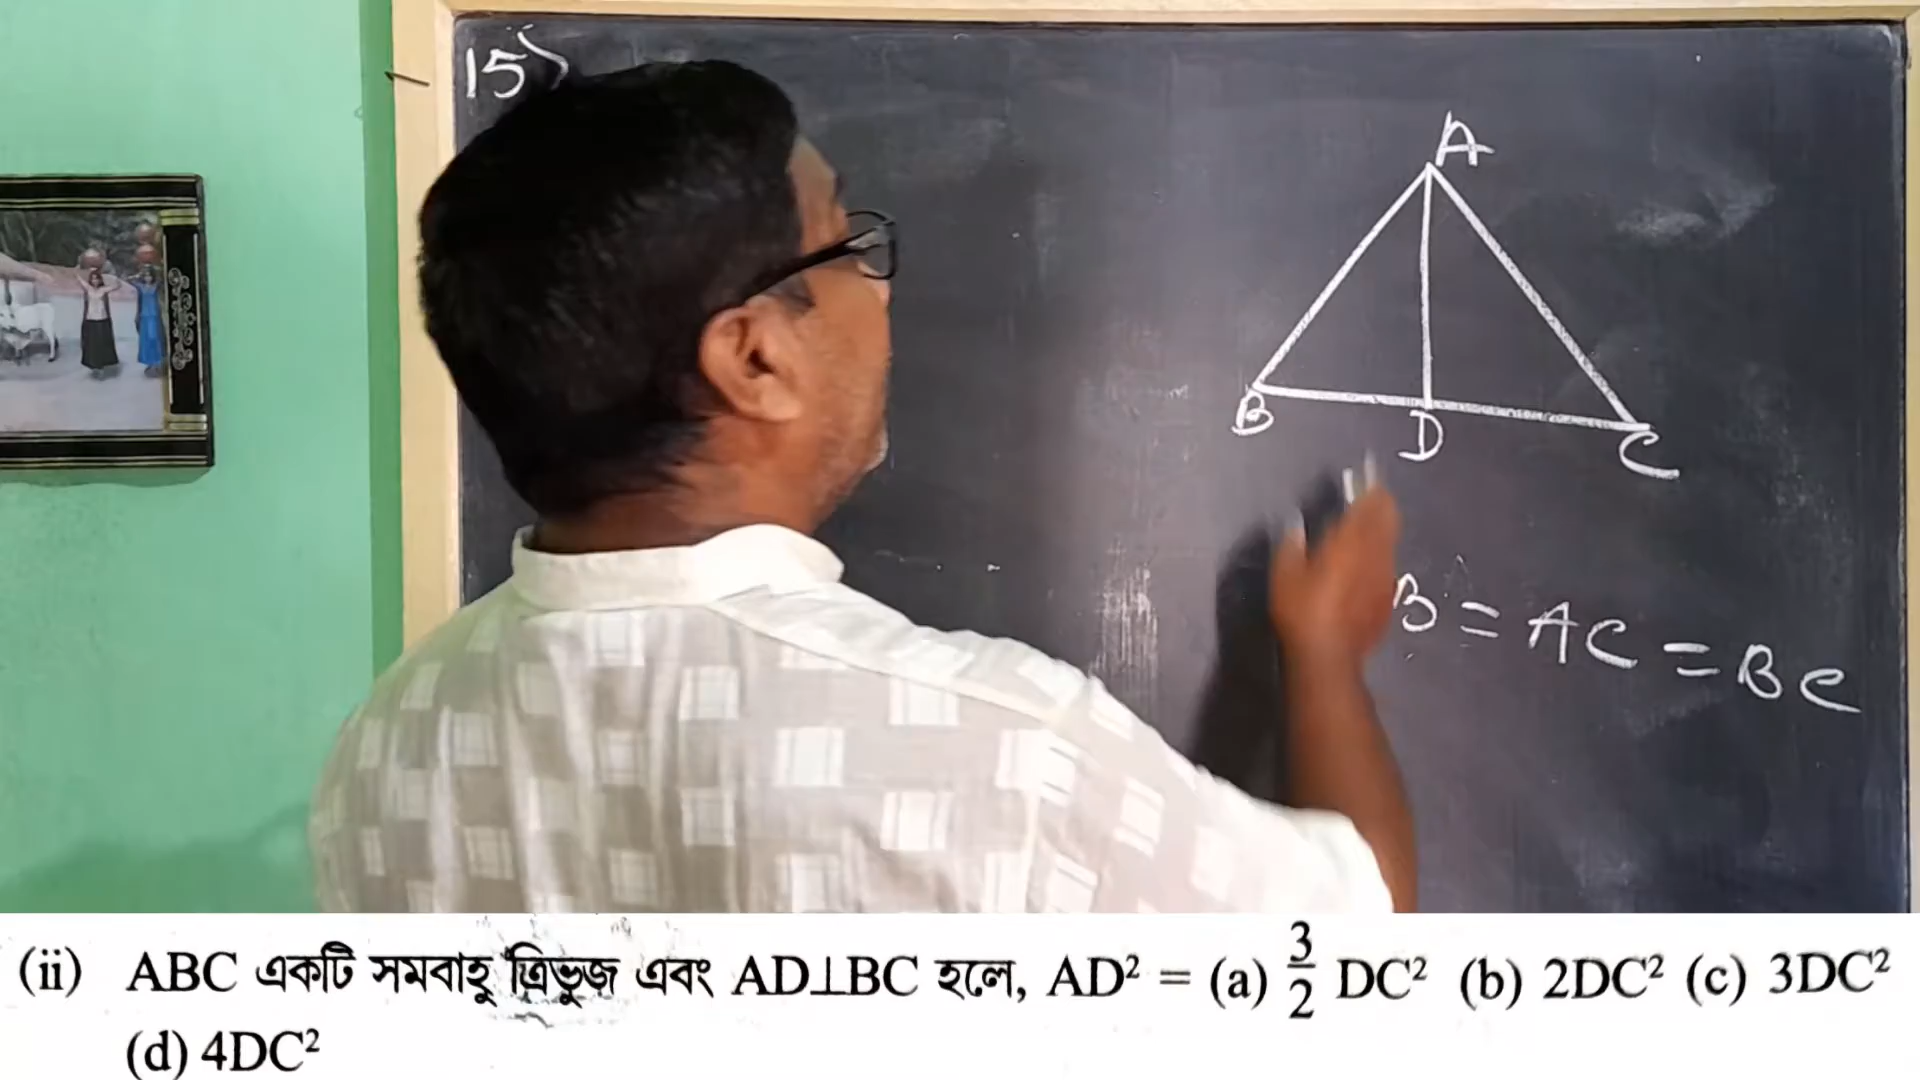 15)
A
B
D
C
B = AC = BC
(ii) ABC একটি সমবাহু ত্রিভুজ এবং AD⊥BC হলে, AD² = (a) 3/2 DC² (b) 2DC² (c) 3DC²
(d) 4DC²